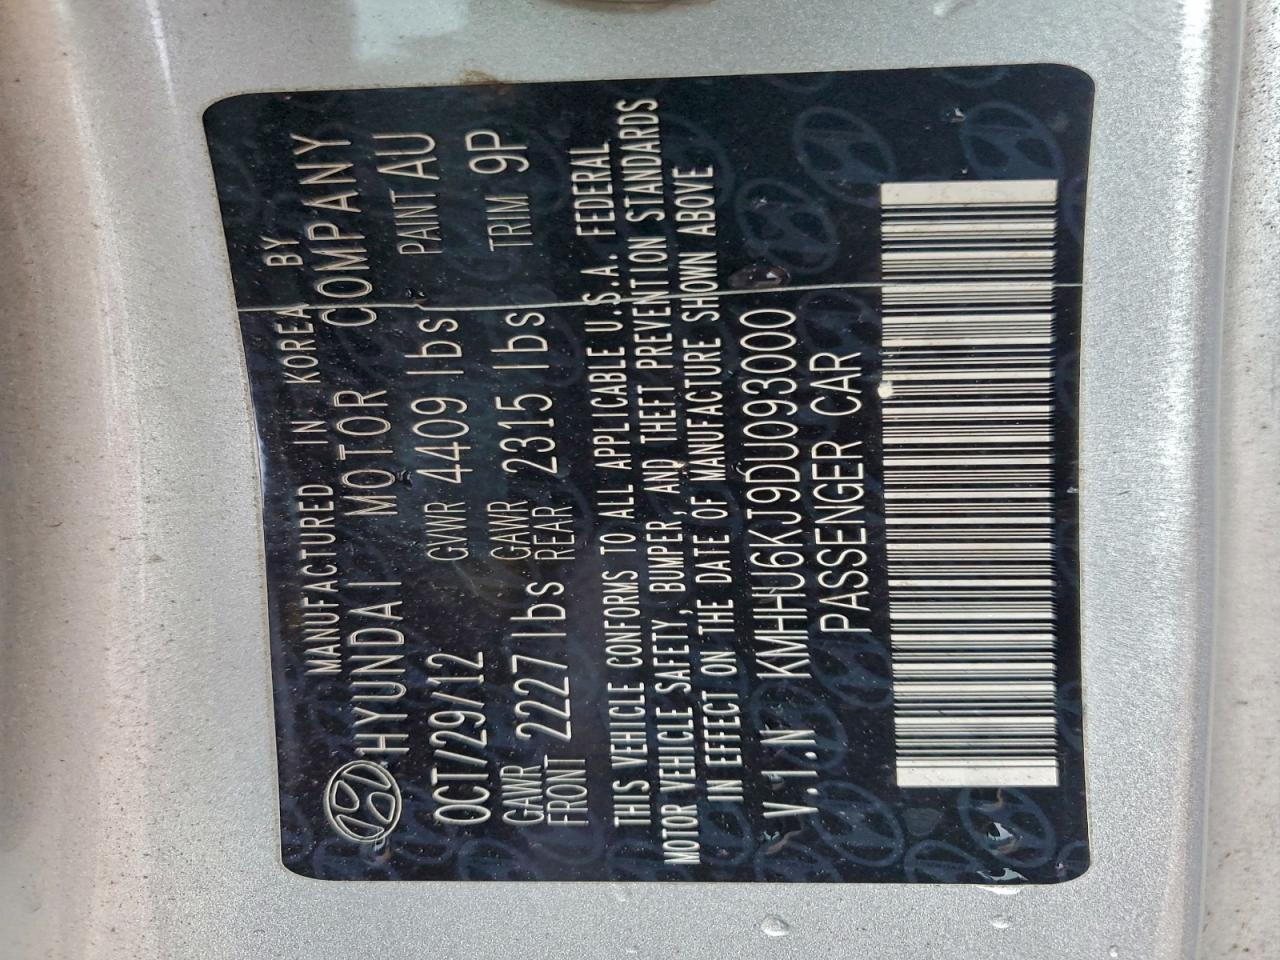 MANUFACTURED IN KOREA BY
HYUNDAI MOTOR COMPANY
OCT/29/12 GVWR 4409 lbs PAINT AU
GAWR FRONT 2227 lbs GAWR REAR 2315 lbs TRIM 9P
THIS VEHICLE CONFORMS TO ALL APPLICABLE U.S.A. FEDERAL
MOTOR VEHICLE SAFETY, BUMPER, AND THEFT PREVENTION STANDARDS
IN EFFECT ON THE DATE OF MANUFACTURE SHOWN ABOVE
V.I.N KMHHU6KJ9DU093000
PASSENGER CAR